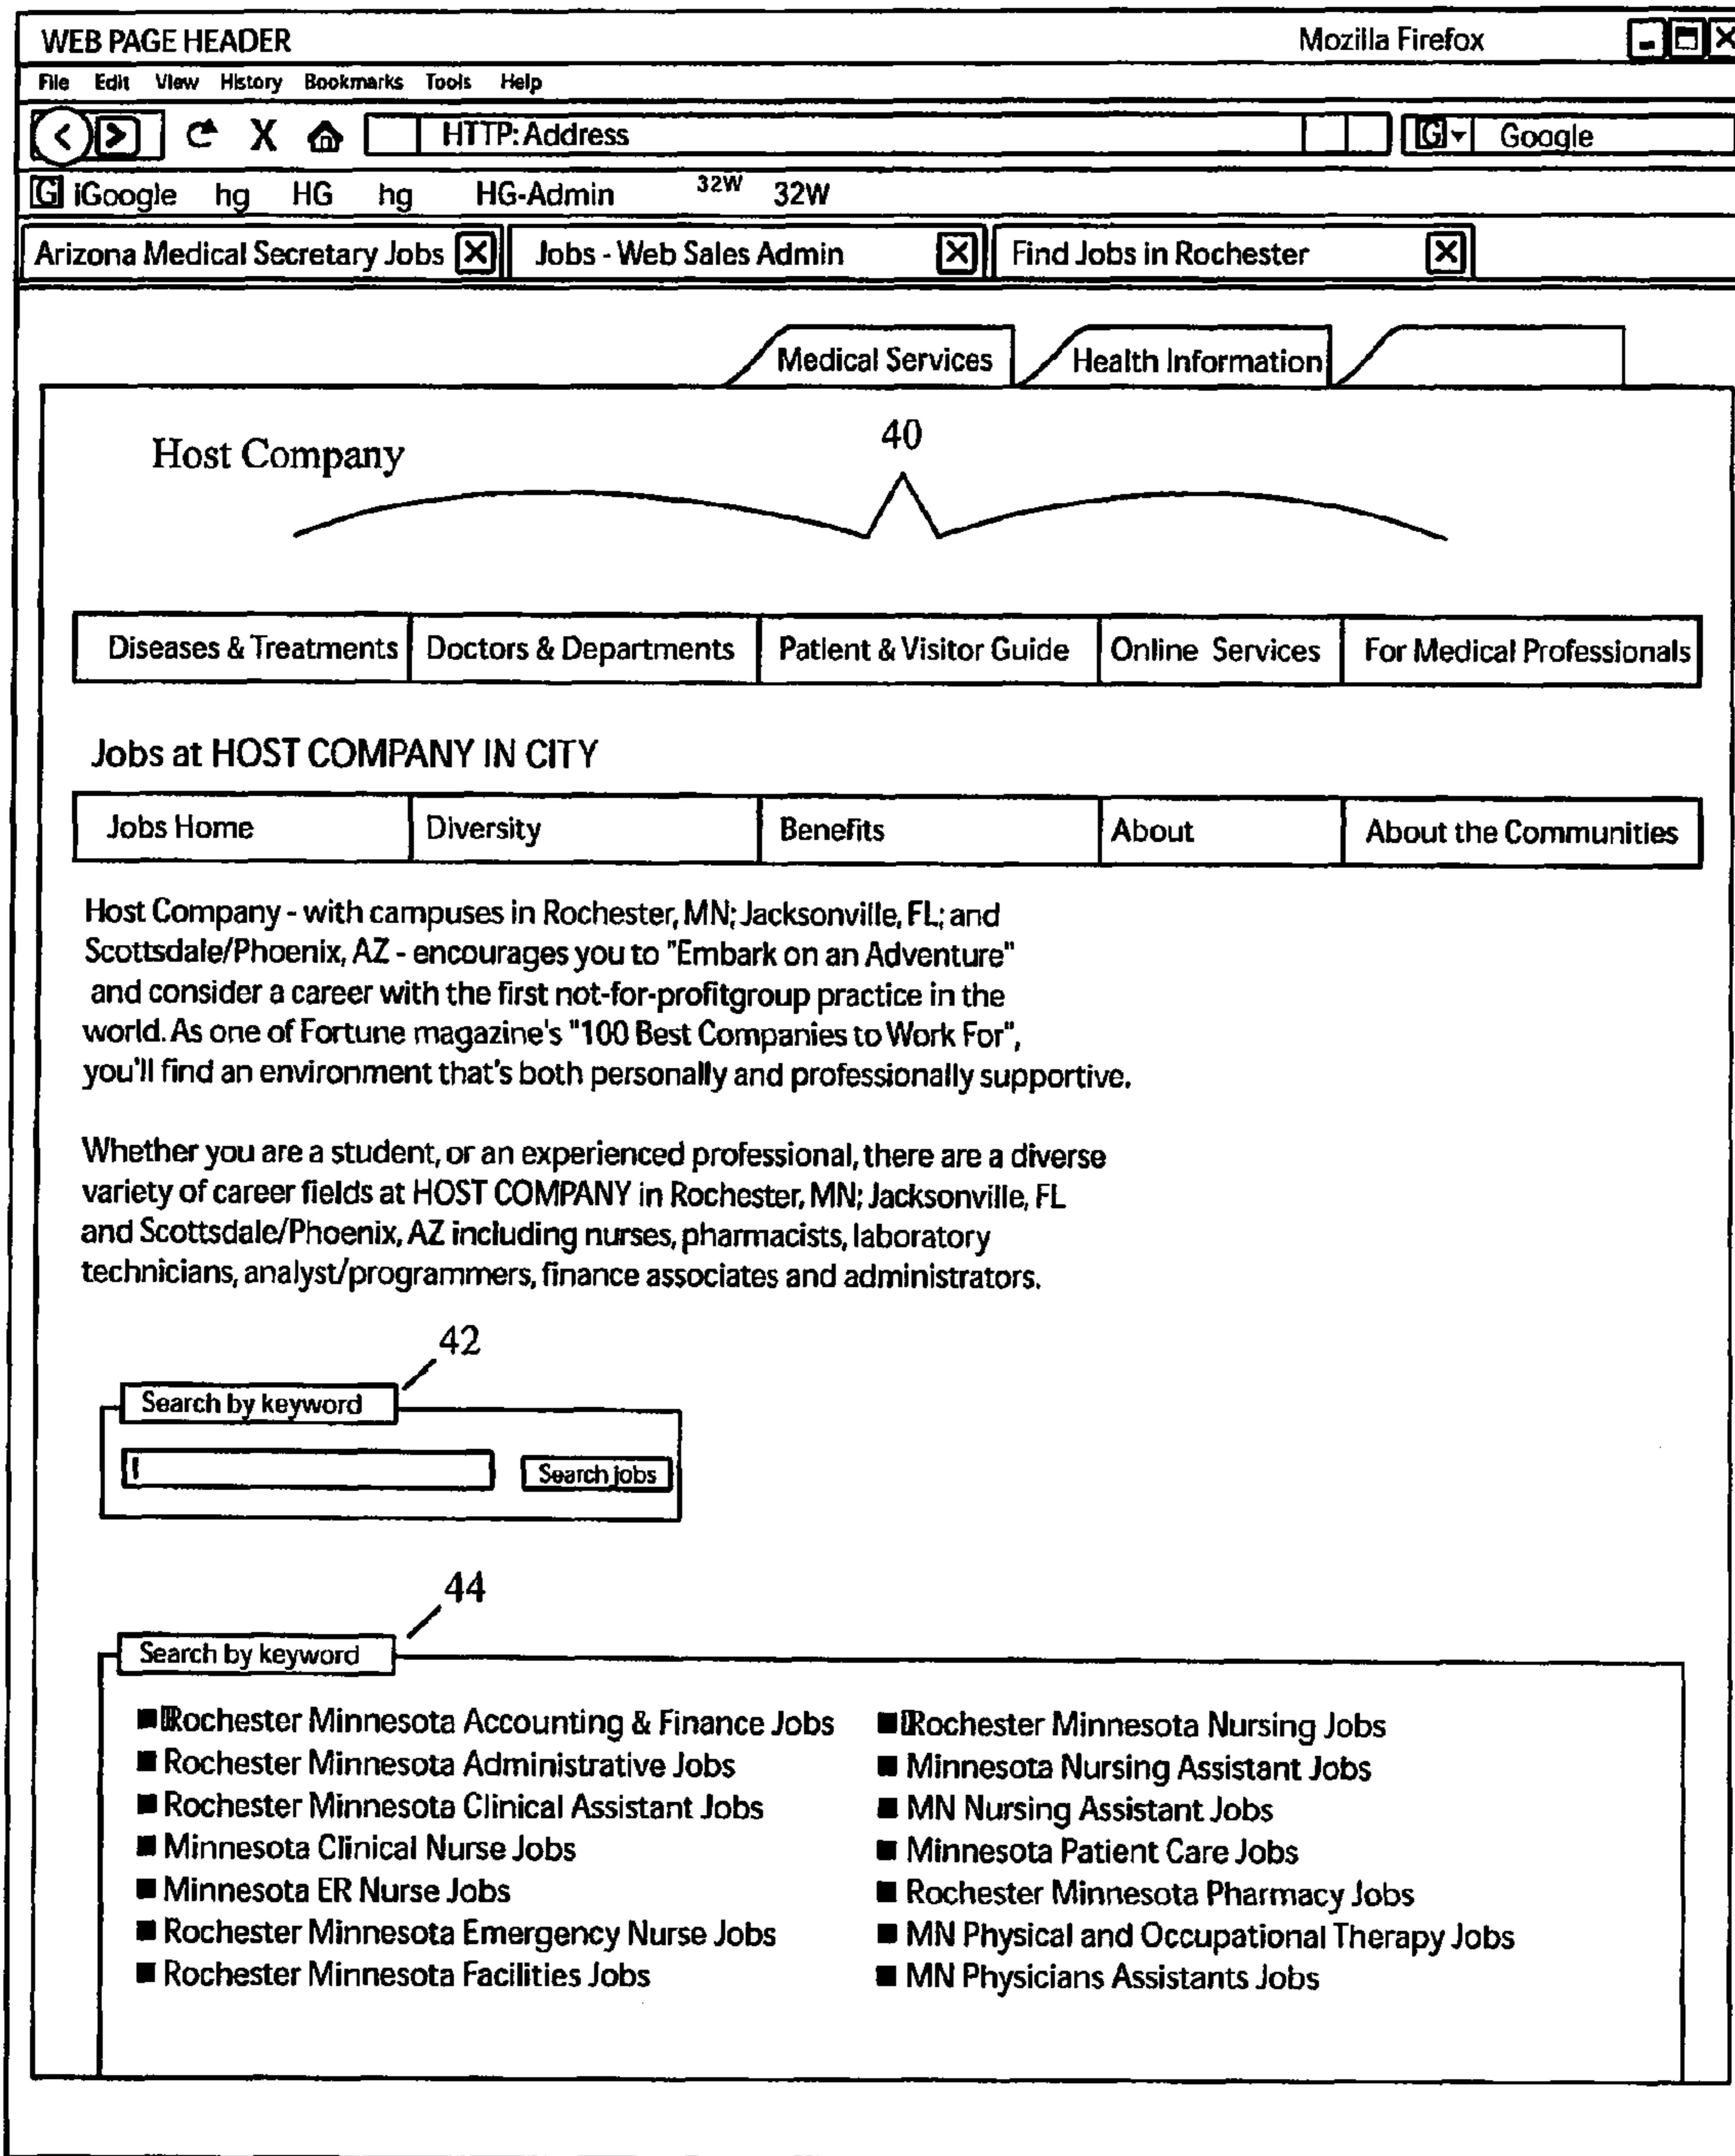 WEB PAGE HEADER Mozilla Firefox
File Edit View History Bookmarks Tools Help
HTTP: Address G Google
G iGoogle hg HG hg HG-Admin 32W 32W
Arizona Medical Secretary Jobs Jobs - Web Sales Admin Find Jobs in Rochester
Medical Services Health Information
Host Company 40
Diseases & Treatments Doctors & Departments Patient & Visitor Guide Online Services For Medical Professionals
Jobs at HOST COMPANY IN CITY
Jobs Home Diversity Benefits About About the Communities
Host Company - with campuses in Rochester, MN; Jacksonville, FL; and
Scottsdale/Phoenix, AZ - encourages you to "Embark on an Adventure"
and consider a career with the first not-for-profitgroup practice in the
world. As one of Fortune magazine's "100 Best Companies to Work For",
you'll find an environment that's both personally and professionally supportive.
Whether you are a student, or an experienced professional, there are a diverse
variety of career fields at HOST COMPANY in Rochester, MN; Jacksonville, FL
and Scottsdale/Phoenix, AZ including nurses, pharmacists, laboratory
technicians, analyst/programmers, finance associates and administrators.
42
Search by keyword
Search jobs
44
Search by keyword
Rochester Minnesota Accounting & Finance Jobs
Rochester Minnesota Administrative Jobs
Rochester Minnesota Clinical Assistant Jobs
Minnesota Clinical Nurse Jobs
Minnesota ER Nurse Jobs
Rochester Minnesota Emergency Nurse Jobs
Rochester Minnesota Facilities Jobs
Rochester Minnesota Nursing Jobs
Minnesota Nursing Assistant Jobs
MN Nursing Assistant Jobs
Minnesota Patient Care Jobs
Rochester Minnesota Pharmacy Jobs
MN Physical and Occupational Therapy Jobs
MN Physicians Assistants Jobs